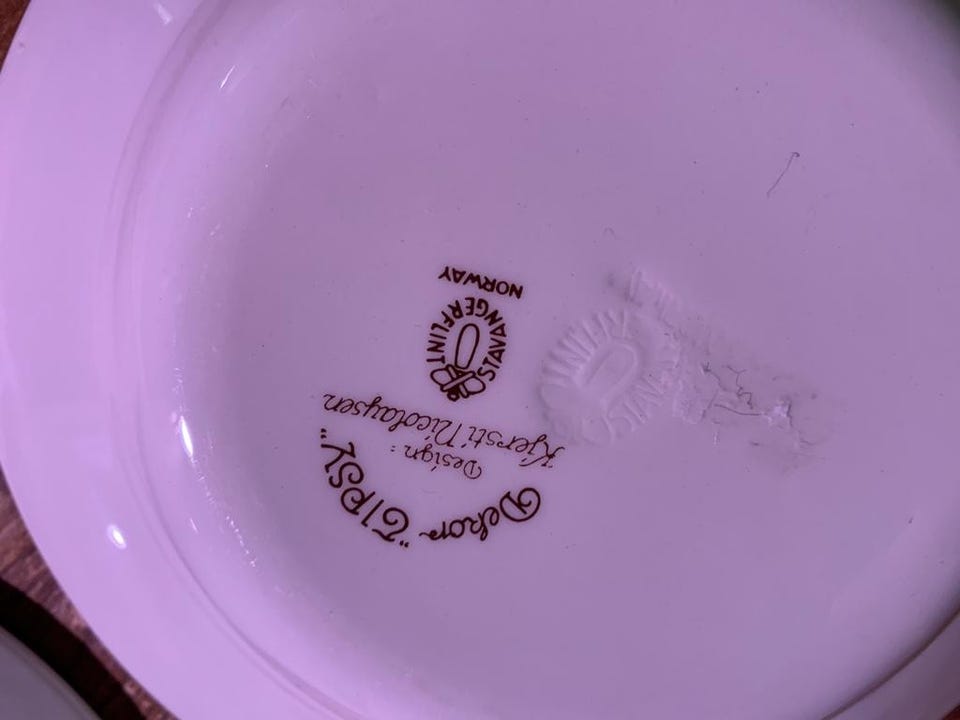 Dekor "GIPSY"
Design:
Kjersti Nicolaysen
STAVANGERFLINT
NORWAY